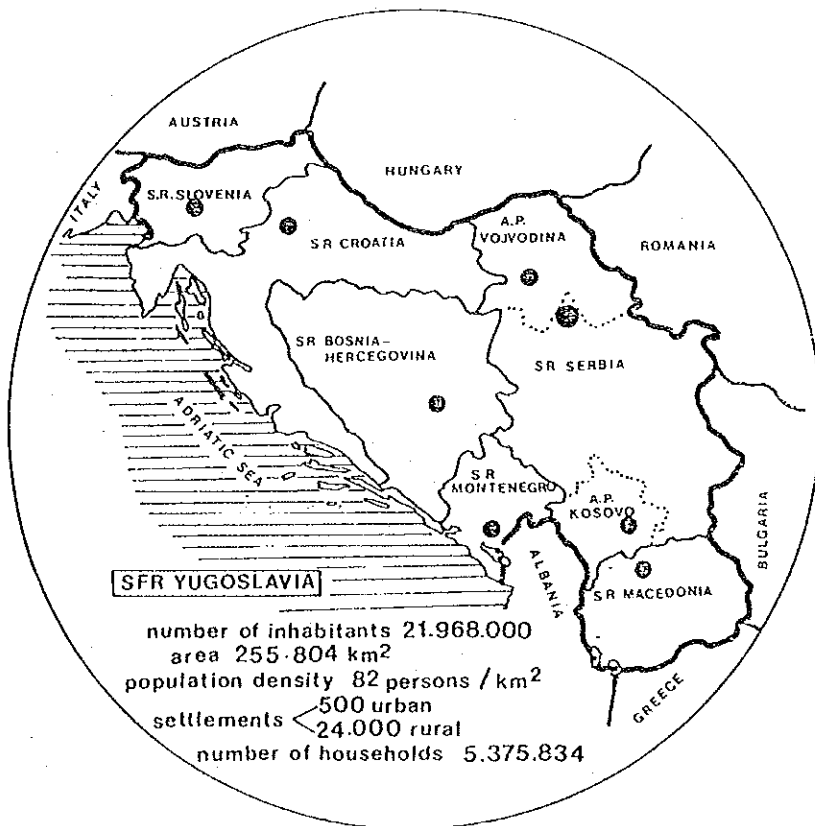 AUSTRIA
HUNGARY
ITALY
S.R. SLOVENIA
SR CROATIA
A.P.
VOJVODINA
ROMANIA
SR BOSNIA-
HERCEGOVINA
SR SERBIA
ADRIATIC SEA
SR
MONTENEGRO
A.P.
KOSOVO
BULGARIA
ALBANIA
SR MACEDONIA
GREECE
SFR YUGOSLAVIA
number of inhabitants 21.968.000
area 255.804 km²
population density 82 persons / km²
settlements < 500 urban
24.000 rural
number of households 5.375.834